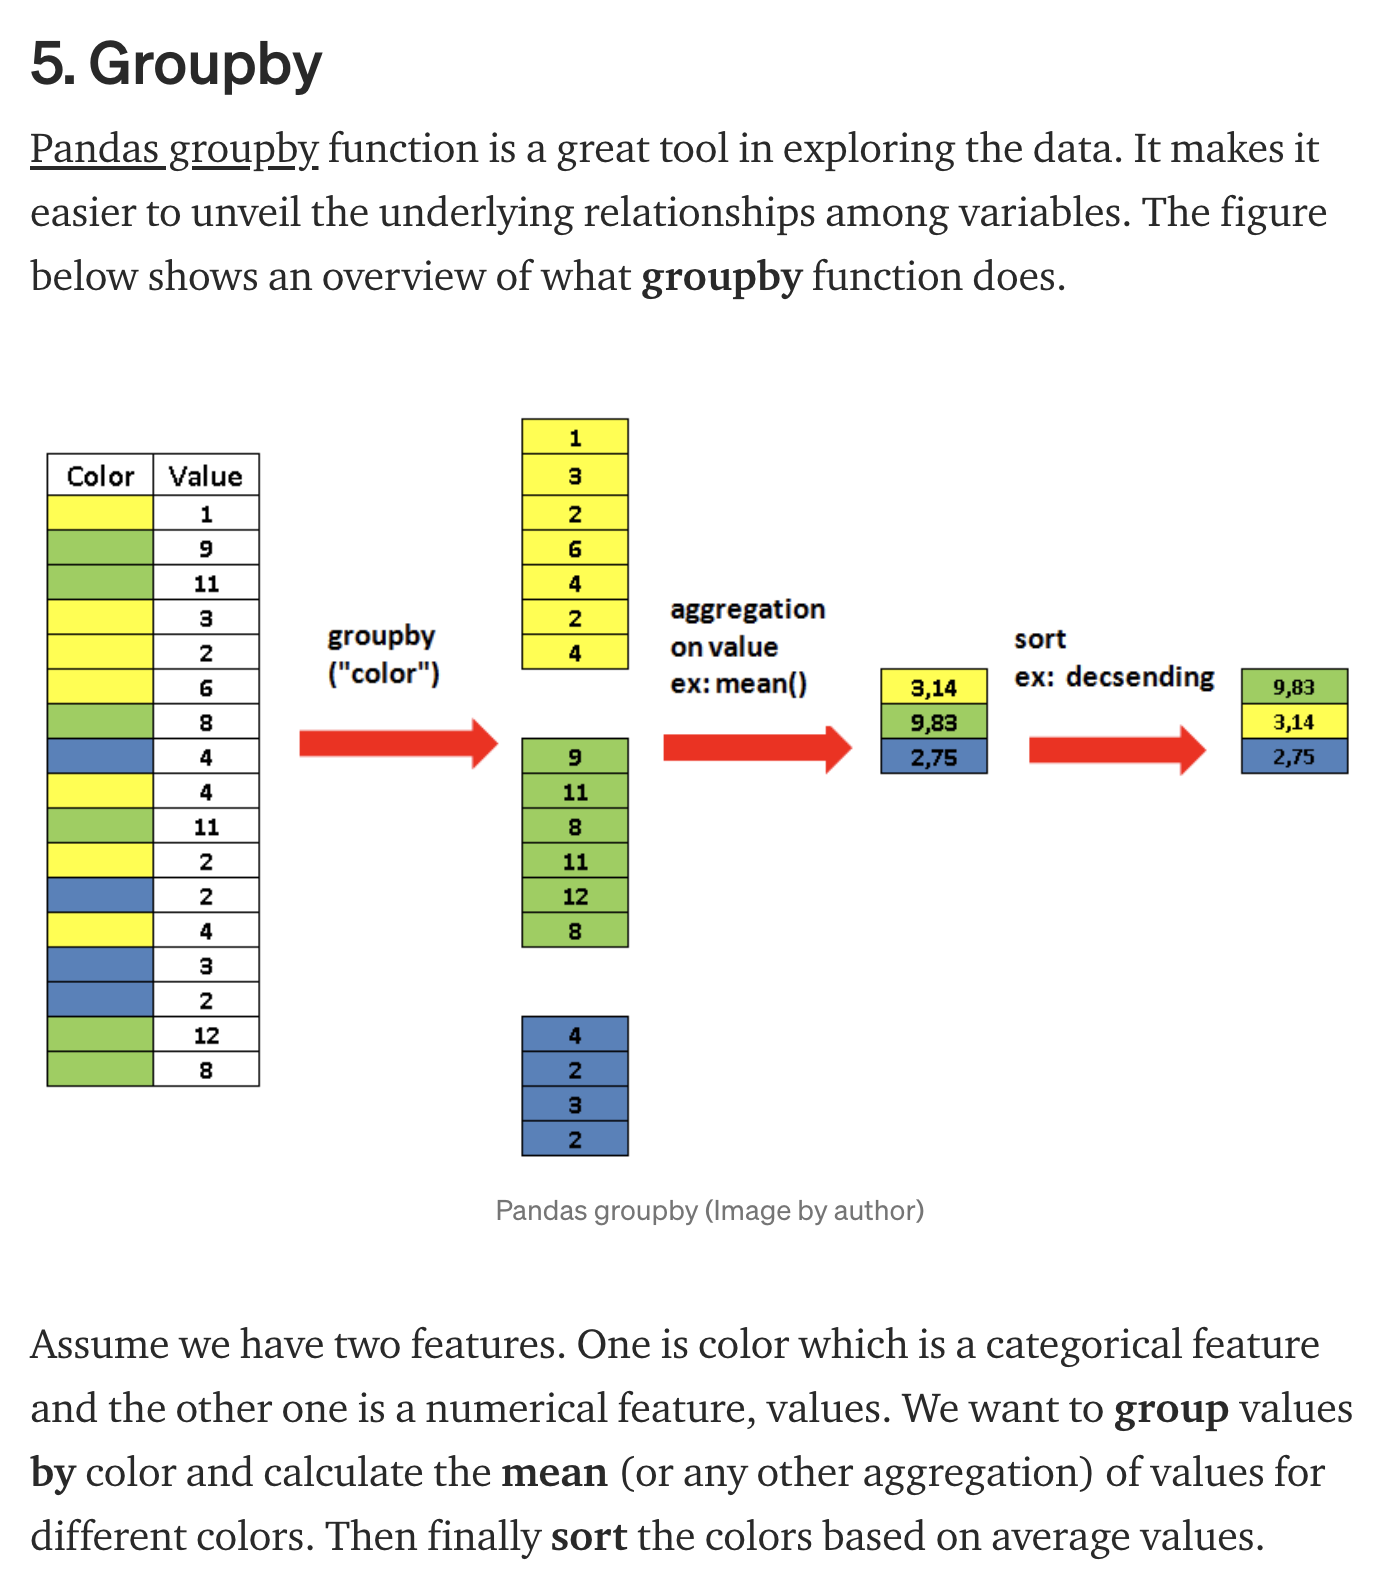 5. Groupby
Pandas groupby function is a great tool in exploring the data. It makes it
easier to unveil the underlying relationships among variables. The figure
below shows an overview of what groupby function does.
Color Value
1
9
11
3
2
6
8
4
4
11
2
2
4
3
2
12
8
groupby
("color")
1
3
2
6
4
2
4
9
11
8
11
12
8
4
2
3
2
aggregation
on value
ex: mean()
3,14
9,83
2,75
sort
ex: decsending
9,83
3,14
2,75
Pandas groupby (Image by author)
Assume we have two features. One is color which is a categorical feature
and the other one is a numerical feature, values. We want to group values
by color and calculate the mean (or any other aggregation) of values for
different colors. Then finally sort the colors based on average values.